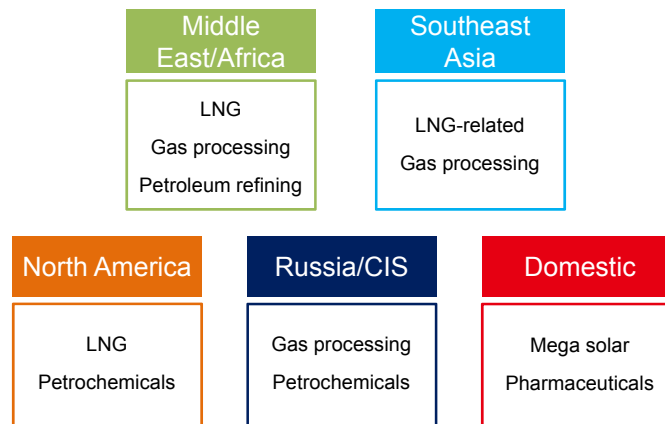 Middle
East/Africa
LNG
Gas processing
Petroleum refining
Southeast
Asia
LNG-related
Gas processing
North America
LNG
Petrochemicals
Russia/CIS
Gas processing
Petrochemicals
Domestic
Mega solar
Pharmaceuticals